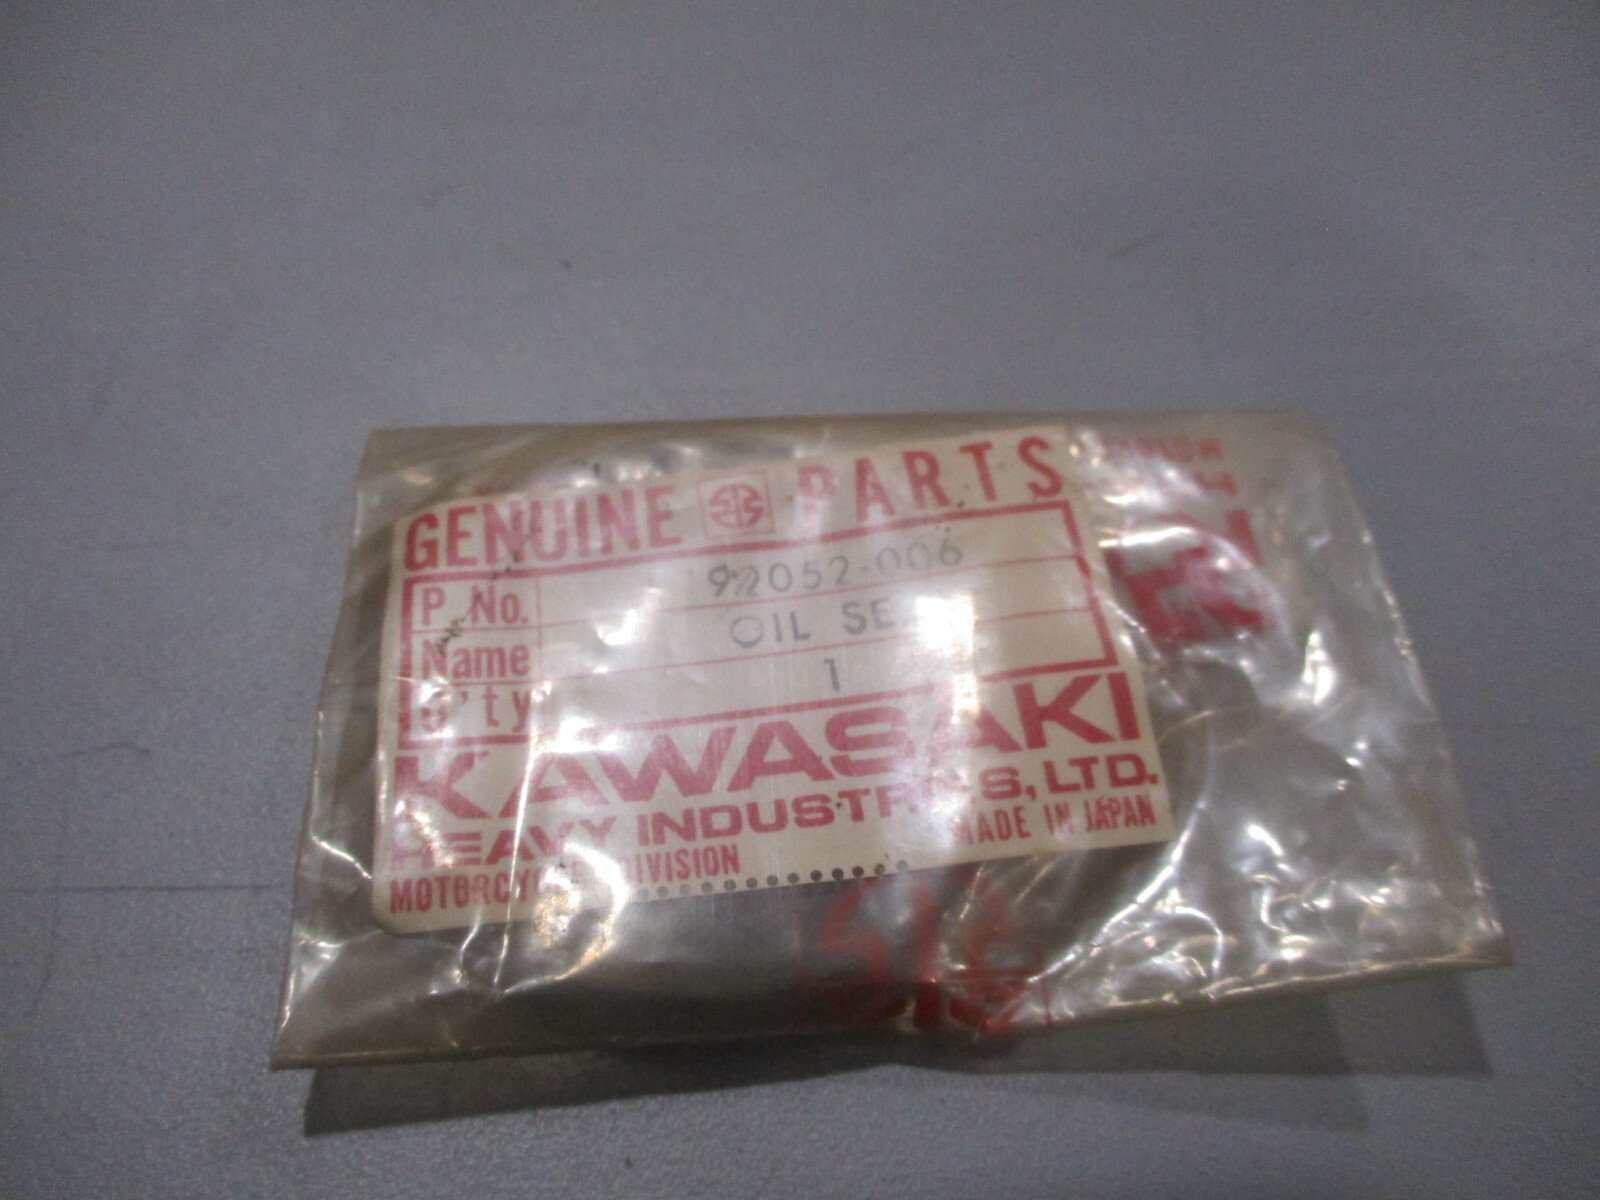 GENUINE PARTS
P No. 92052-006
Name OIL SE
Q'ty 1
KAWASAKI
HEAVY INDUSTRIES, LTD.
MOTORCYCLE DIVISION MADE IN JAPAN